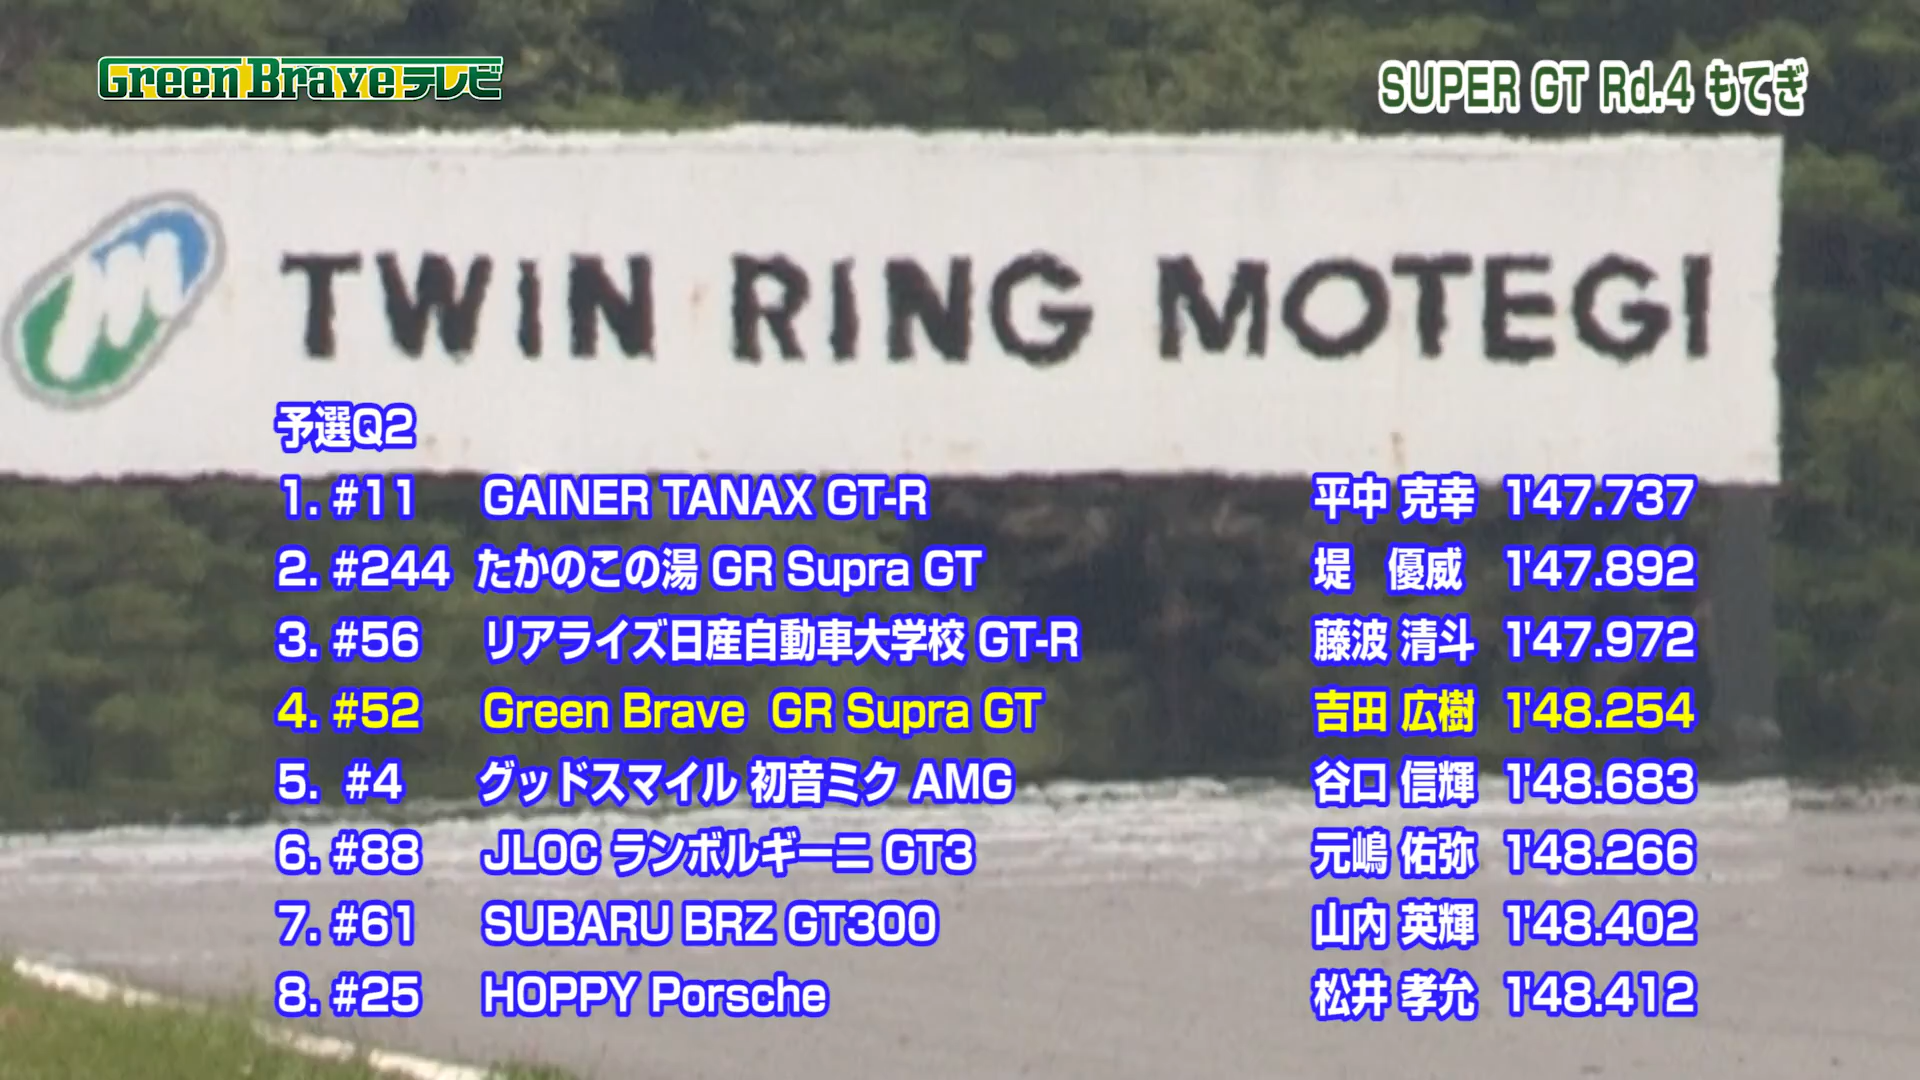 Green Braveテレビ
SUPER GT Rd.4 もてぎ
TWIN RING MOTEGI
予選Q2
1. #11 GAINER TANAX GT-R 平中 克幸 1'47.737
2. #244 たかのこの湯 GR Supra GT 堤 優威 1'47.892
3. #56 リアライズ日産自動車大学校 GT-R 藤波 清斗 1'47.972
4. #52 Green Brave GR Supra GT 吉田 広樹 1'48.254
5. #4 グッドスマイル 初音ミク AMG 谷口 信輝 1'48.683
6. #88 JLOC ランボルギーニ GT3 元嶋 佑弥 1'48.266
7. #61 SUBARU BRZ GT300 山内 英輝 1'48.402
8. #25 HOPPY Porsche 松井 孝允 1'48.412